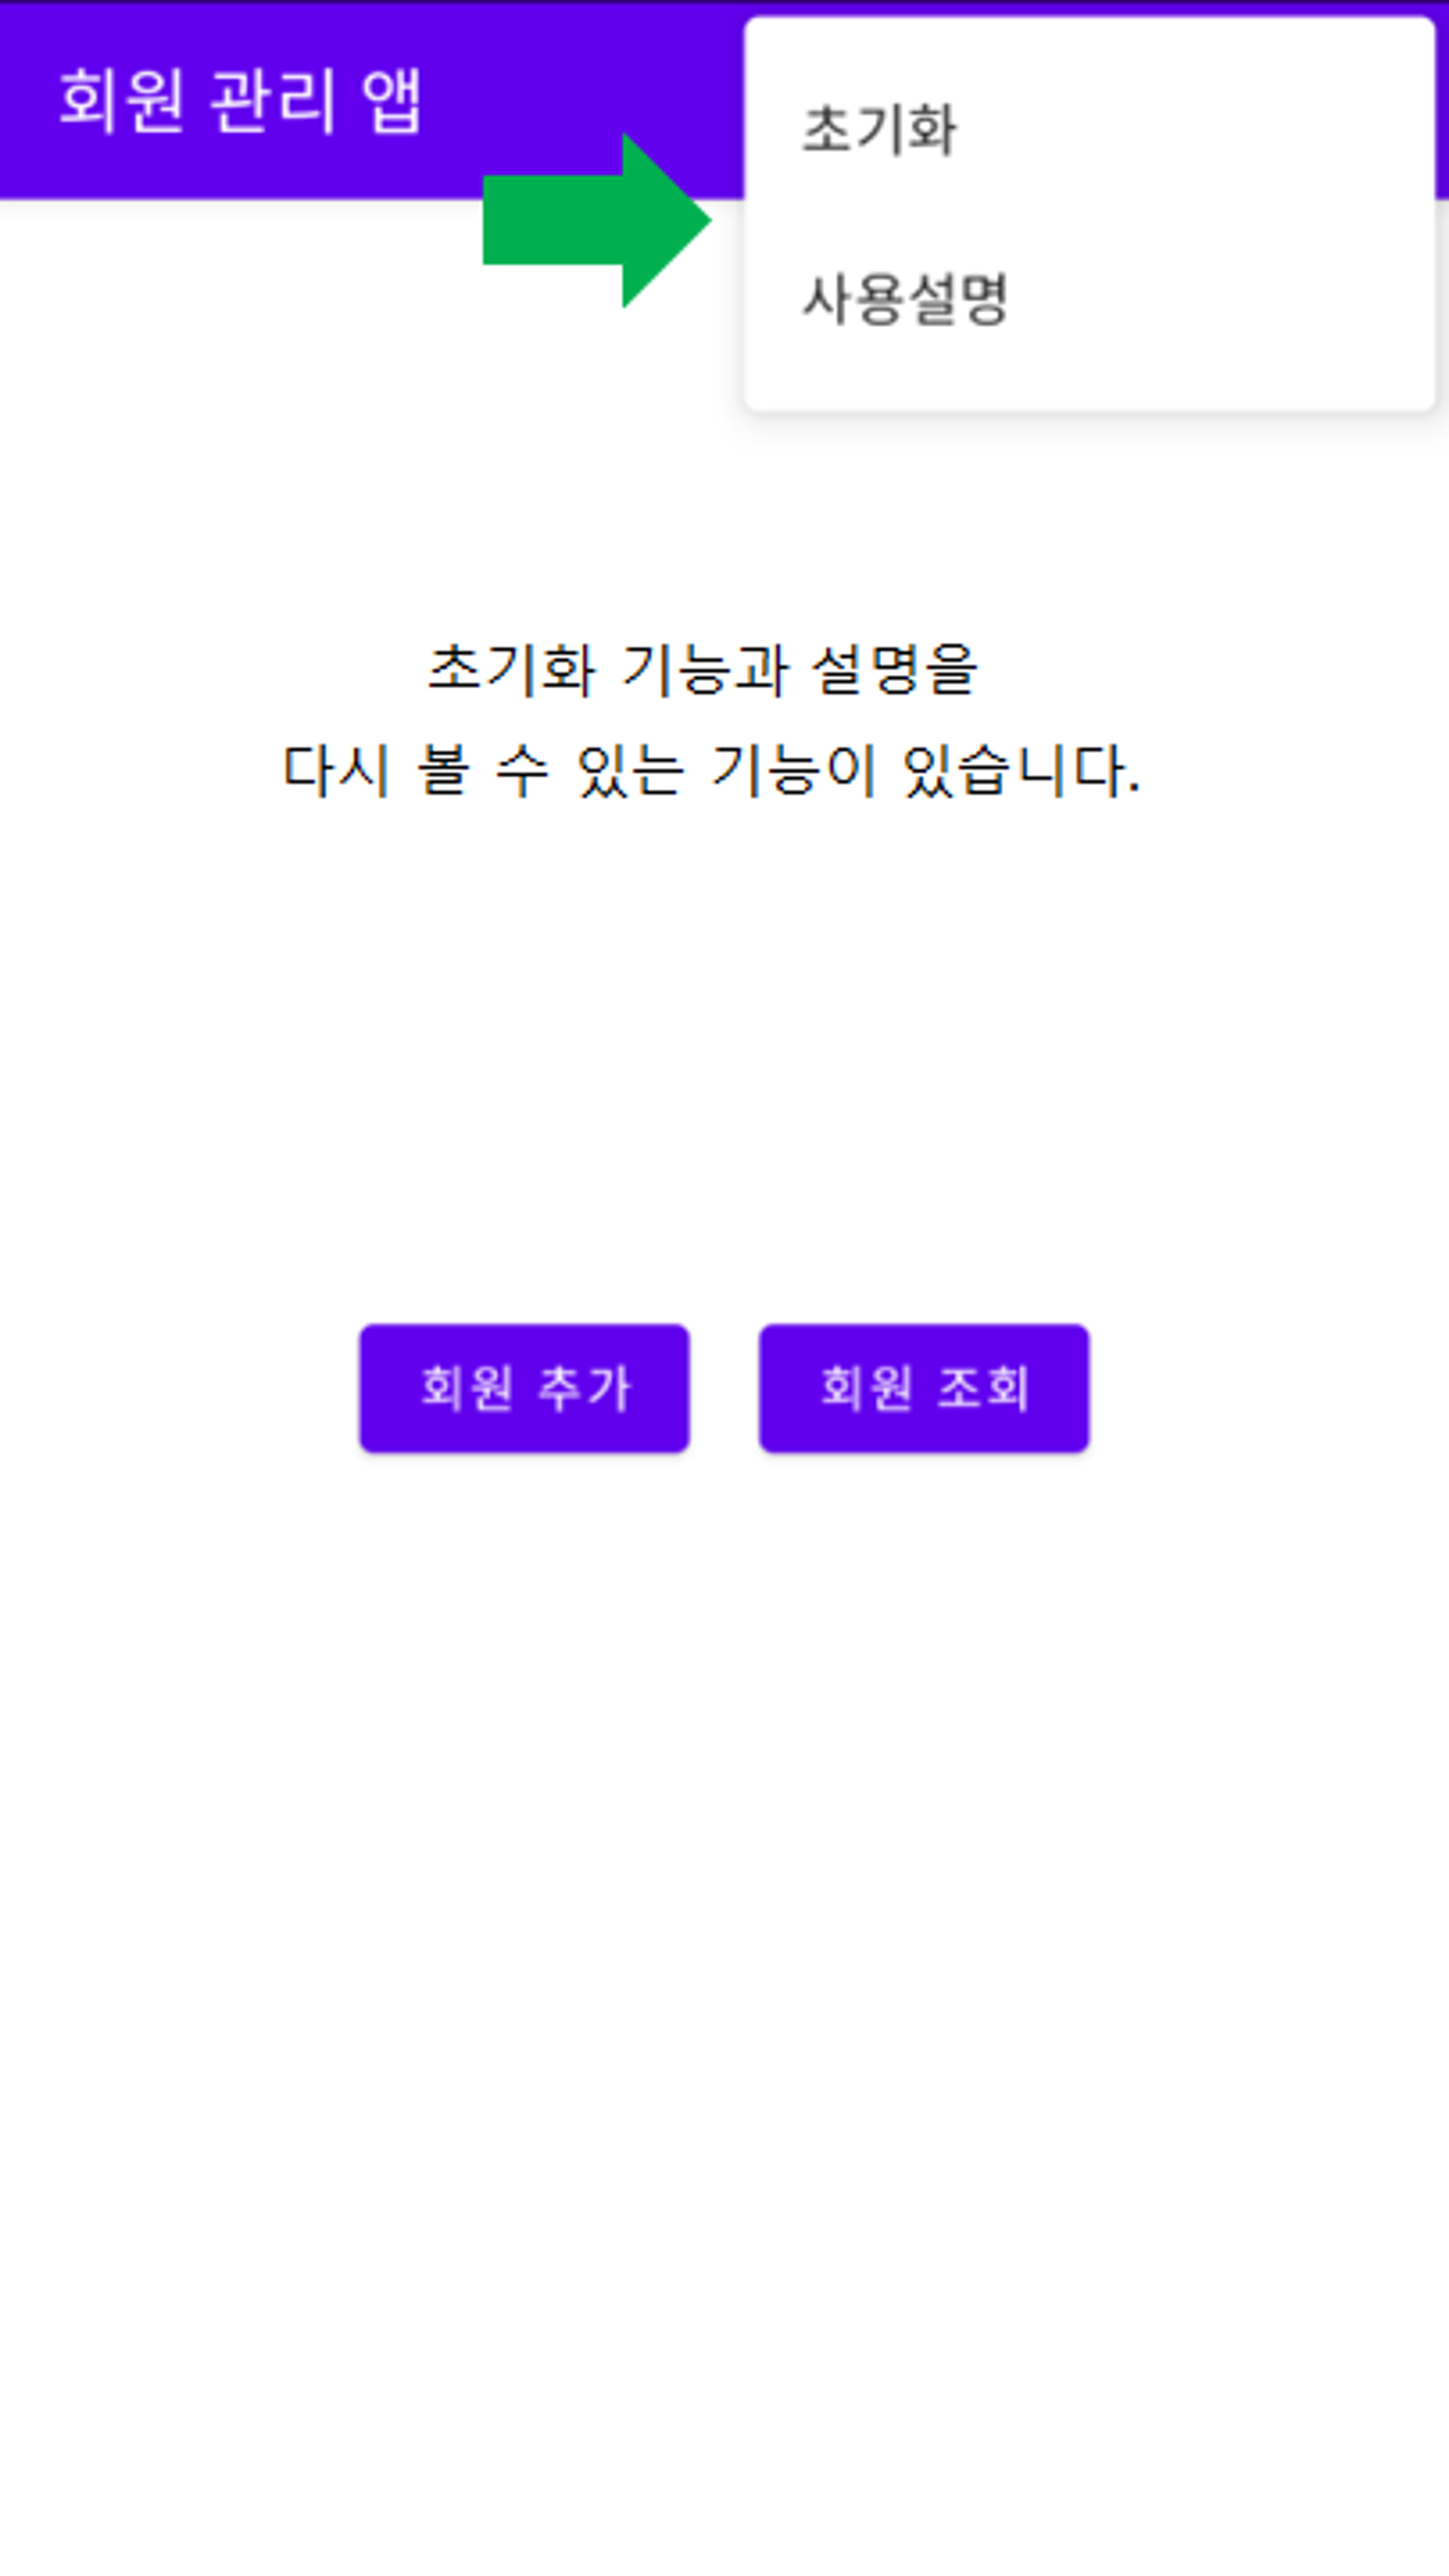 회원 관리 앱
초기화
사용설명
초기화 기능과 설명을
다시 볼 수 있는 기능이 있습니다.
회원 추가
회원 조회